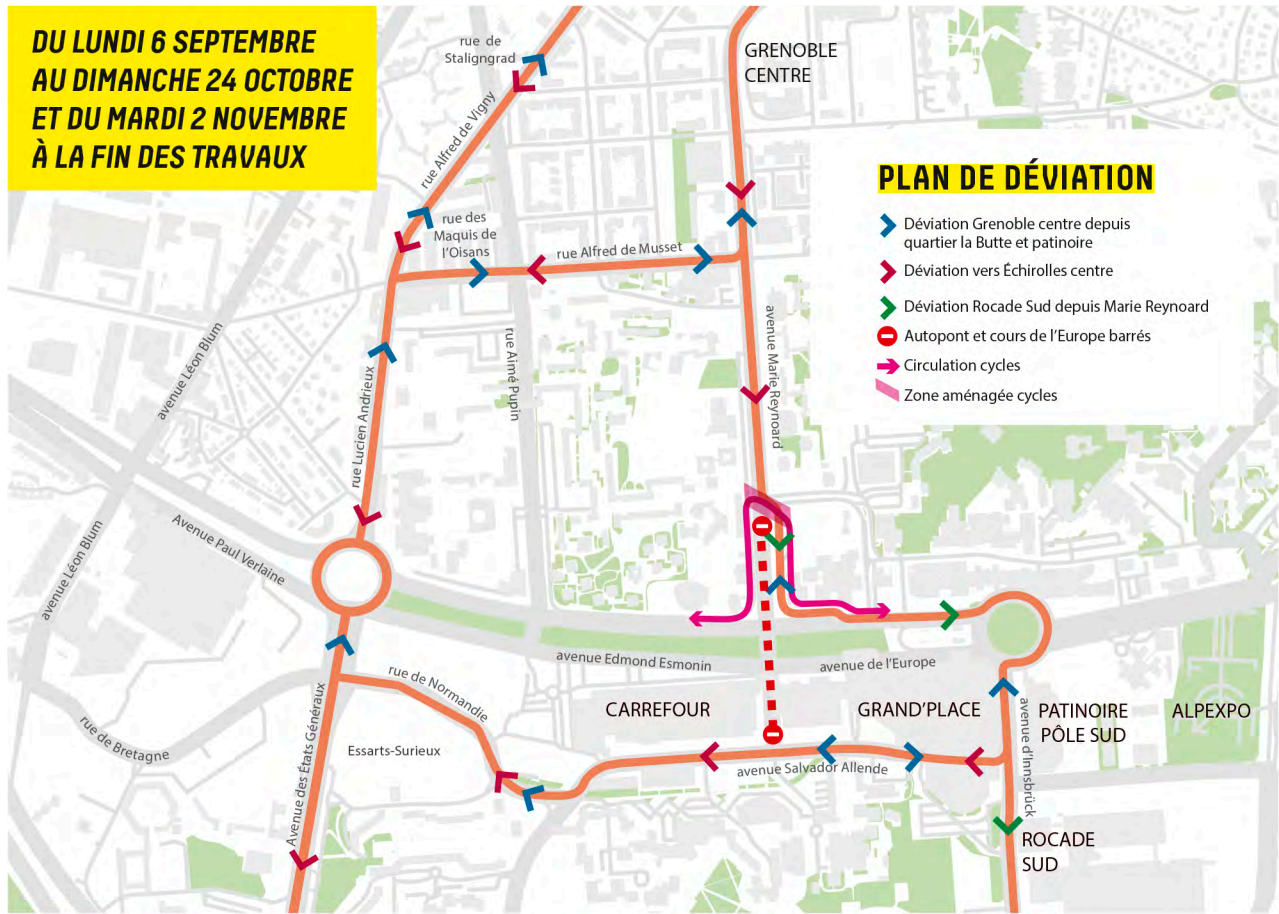 DU LUNDI 6 SEPTEMBRE
AU DIMANCHE 24 OCTOBRE
ET DU MARDI 2 NOVEMBRE
À LA FIN DES TRAVAUX
rue de
Stalingrad
GRENOBLE
CENTRE
rue Alfred de Vigny
PLAN DE DÉVIATION
Déviation Grenoble centre depuis
quartier la Butte et patinoire
Déviation vers Échirolles centre
Déviation Rocade Sud depuis Marie Reynoard
Autopont et cours de l’Europe barrés
Circulation cycles
Zone aménagée cycles
rue des
Maquis de
l’Oisans
rue Alfred de Musset
avenue Léon Blum
rue Aimé Pupin
avenue Marie Reynoard
rue Lucien Andrieux
avenue Léon Blum
Avenue Paul Verlaine
avenue Edmond Esmonin
avenue de l’Europe
rue de Normandie
CARREFOUR
GRAND’PLACE
PATINOIRE
PÔLE SUD
ALPEXPO
rue de Bretagne
Essarts-Surieux
Avenue des États Généraux
avenue Salvador Allende
avenue d’Innsbrück
ROCADE
SUD